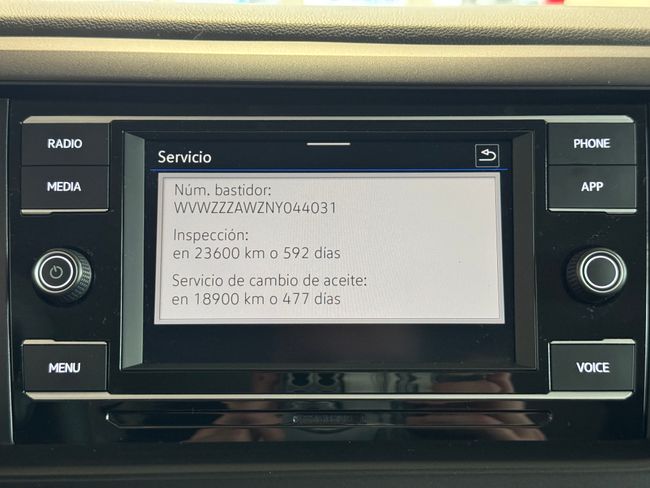 RADIO
MEDIA
MENU
Servicio
Núm. bastidor:
WVWZZZAWZNY044031
Inspección:
en 23600 km o 592 días
Servicio de cambio de aceite:
en 18900 km o 477 días
PHONE
APP
VOICE